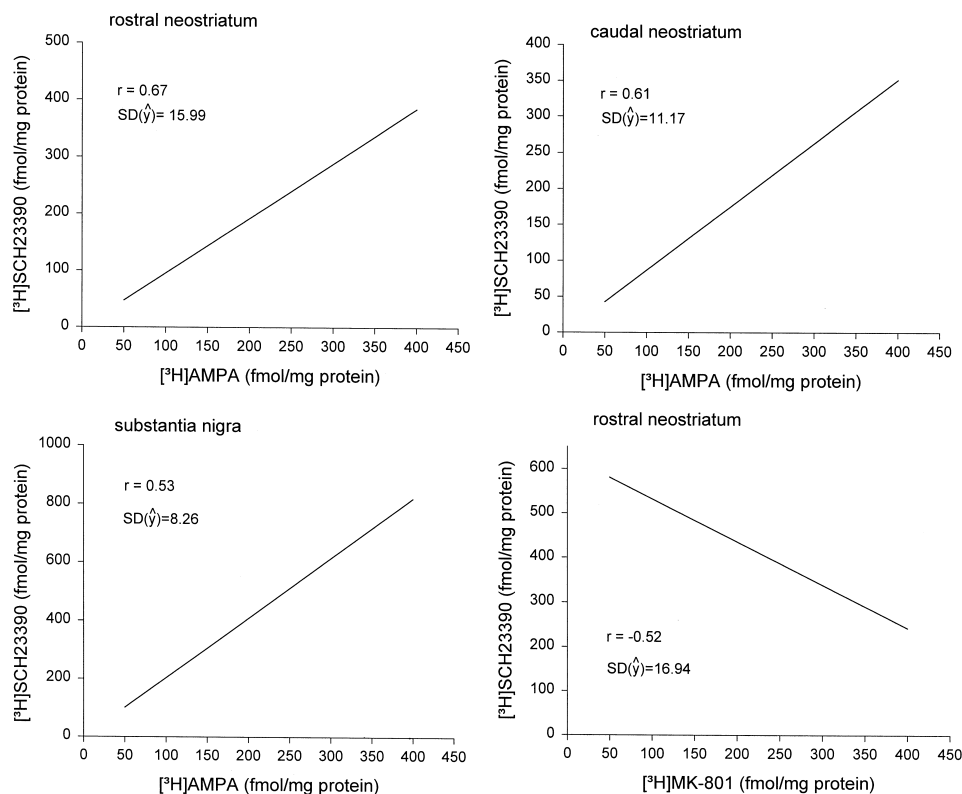 rostral neostriatum
500
400
300
200
100
0
r = 0.67
SD(ŷ)= 15.99
[³H]SCH23390 (fmol/mg protein)
0 50 100 150 200 250 300 350 400 450
[³H]AMPA (fmol/mg protein)
caudal neostriatum
400
350
300
250
200
150
100
50
0
r = 0.61
SD(ŷ)=11.17
[³H]SCH23390 (fmol/mg protein)
0 50 100 150 200 250 300 350 400 450
[³H]AMPA (fmol/mg protein)
substantia nigra
1000
800
600
400
200
0
r = 0.53
SD(ŷ)=8.26
[³H]SCH23390 (fmol/mg protein)
0 50 100 150 200 250 300 350 400 450
[³H]AMPA (fmol/mg protein)
rostral neostriatum
600
500
400
300
200
100
0
r = -0.52
SD(ŷ)=16.94
[³H]SCH23390 (fmol/mg protein)
0 50 100 150 200 250 300 350 400 450
[³H]MK-801 (fmol/mg protein)